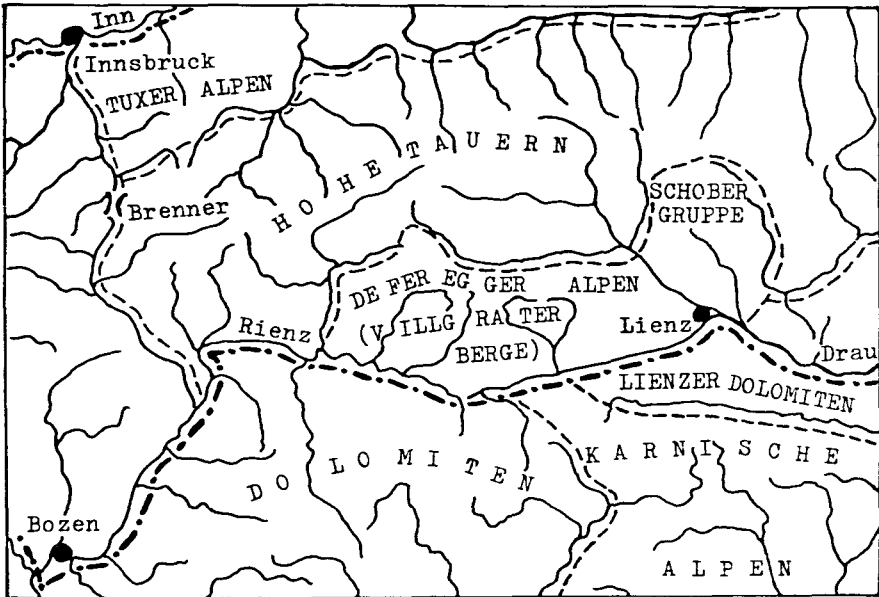 Inn
Innsbruck
TUXER ALPEN
HOHE TAUERN
Brenner
SCHOBER
GRUPPE
DEFEREGGER ALPEN
(VILLGRATER
BERGE)
Rienz
Lienz
Drau
LIENZER DOLOMITEN
KARNISCHE
DOLOMITEN
Bozen
ALPEN